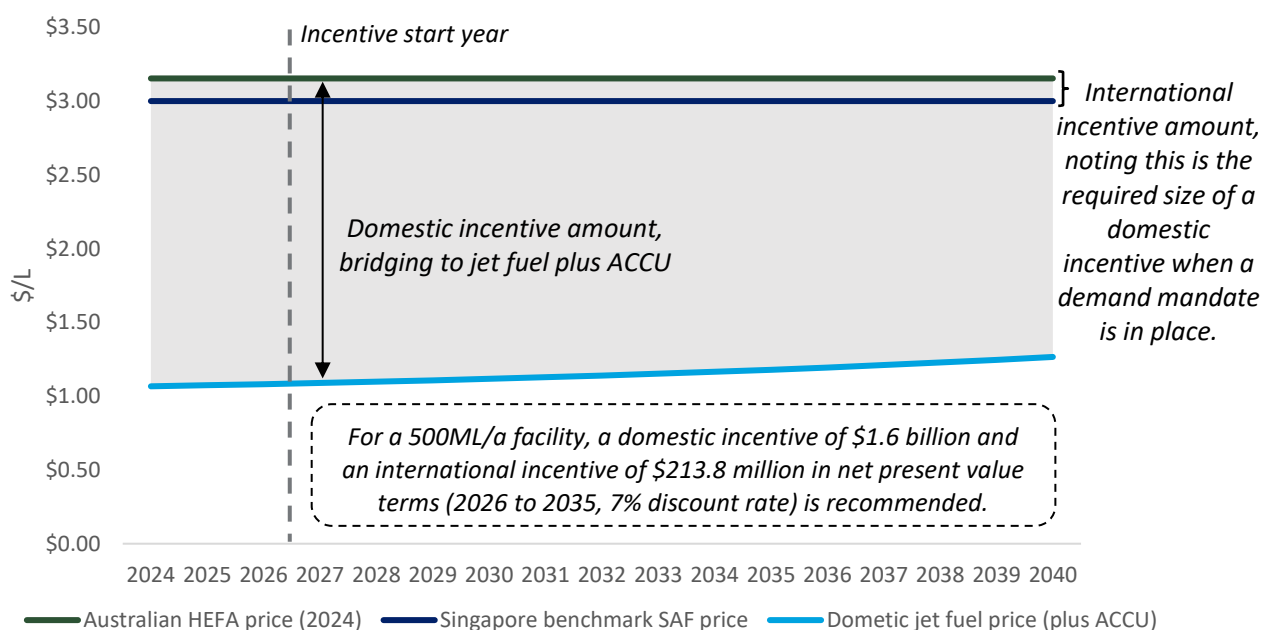 $3.50
Incentive start year
$3.00
$2.50
$2.00
$1.50
$1.00
$0.50
$0.00
$/L
International
incentive amount,
noting this is the
required size of a
domestic
incentive when a
demand mandate
is in place.
Domestic incentive amount,
bridging to jet fuel plus ACCU
For a 500ML/a facility, a domestic incentive of $1.6 billion and
an international incentive of $213.8 million in net present value
terms (2026 to 2035, 7% discount rate) is recommended.
2024 2025 2026 2027 2028 2029 2030 2031 2032 2033 2034 2035 2036 2037 2038 2039 2040
Australian HEFA price (2024) Singapore benchmark SAF price Dometic jet fuel price (plus ACCU)